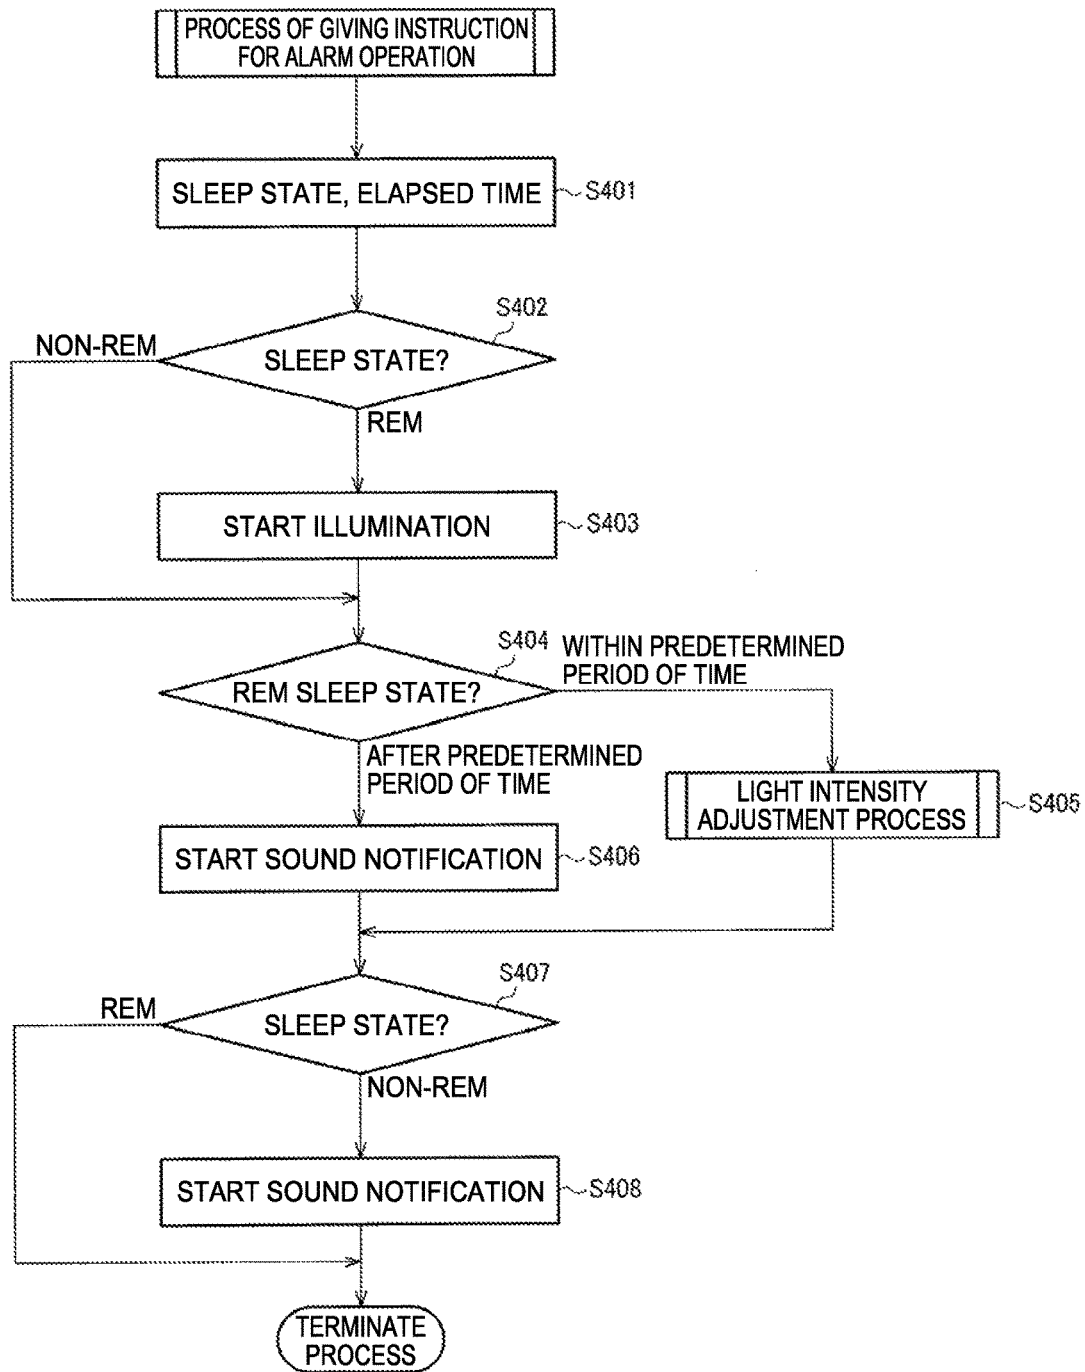 PROCESS OF GIVING INSTRUCTION
FOR ALARM OPERATION
SLEEP STATE, ELAPSED TIME
S401
S402
NON-REM
SLEEP STATE?
REM
START ILLUMINATION
S403
S404
WITHIN PREDETERMINED
PERIOD OF TIME
REM SLEEP STATE?
AFTER PREDETERMINED
PERIOD OF TIME
LIGHT INTENSITY
ADJUSTMENT PROCESS
S405
START SOUND NOTIFICATION
S406
S407
REM
SLEEP STATE?
NON-REM
START SOUND NOTIFICATION
S408
TERMINATE
PROCESS